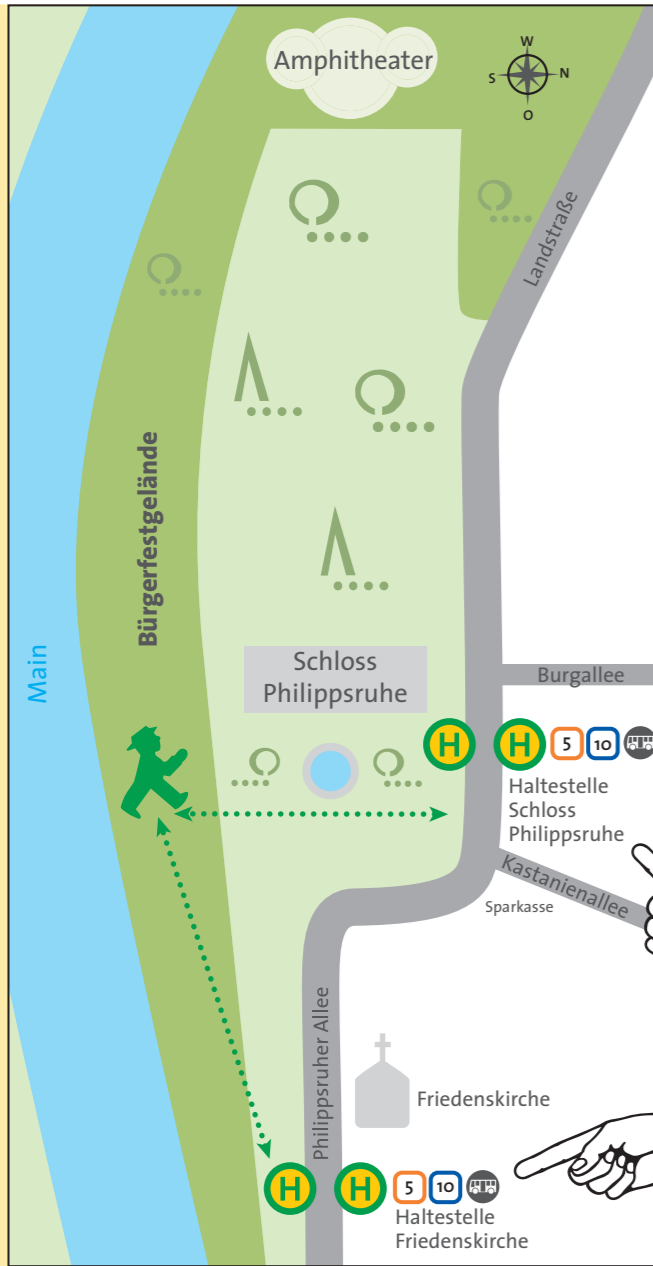 Amphitheater
W
S
N
O
Landstraße
Bürgerfestgelände
Main
Schloss
Philippsruhe
Burgallee
H
H
5
10
Haltestelle
Schloss
Philippsruhe
Kastanienallee
Sparkasse
Philippsruher Allee
Friedenskirche
H
H
5
10
Haltestelle
Friedenskirche